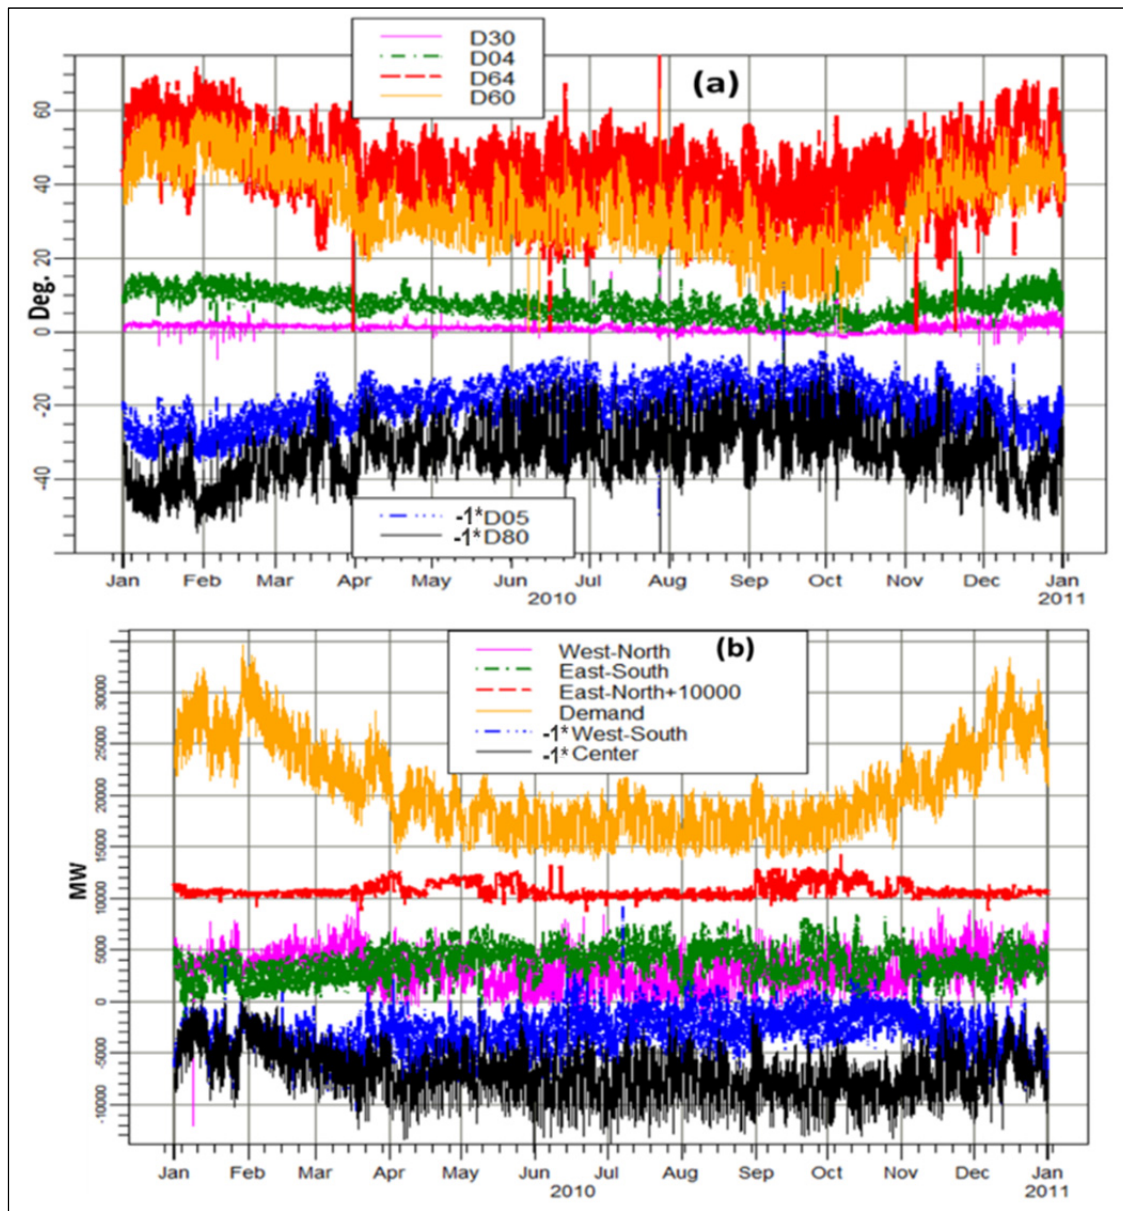 D30
D04
D64
D60
(a)
Deg.
60
40
20
0
-20
-40
-1*D05
-1*D80
Jan Feb Mar Apr May Jun Jul Aug Sep Oct Nov Dec Jan
2010 2011
(b)
West-North
East-South
East-North+10000
Demand
-1*West-South
-1*Center
MW
30000
25000
20000
15000
10000
5000
0
-5000
-10000
Jan Feb Mar Apr May Jun Jul Aug Sep Oct Nov Dec Jan
2010 2011